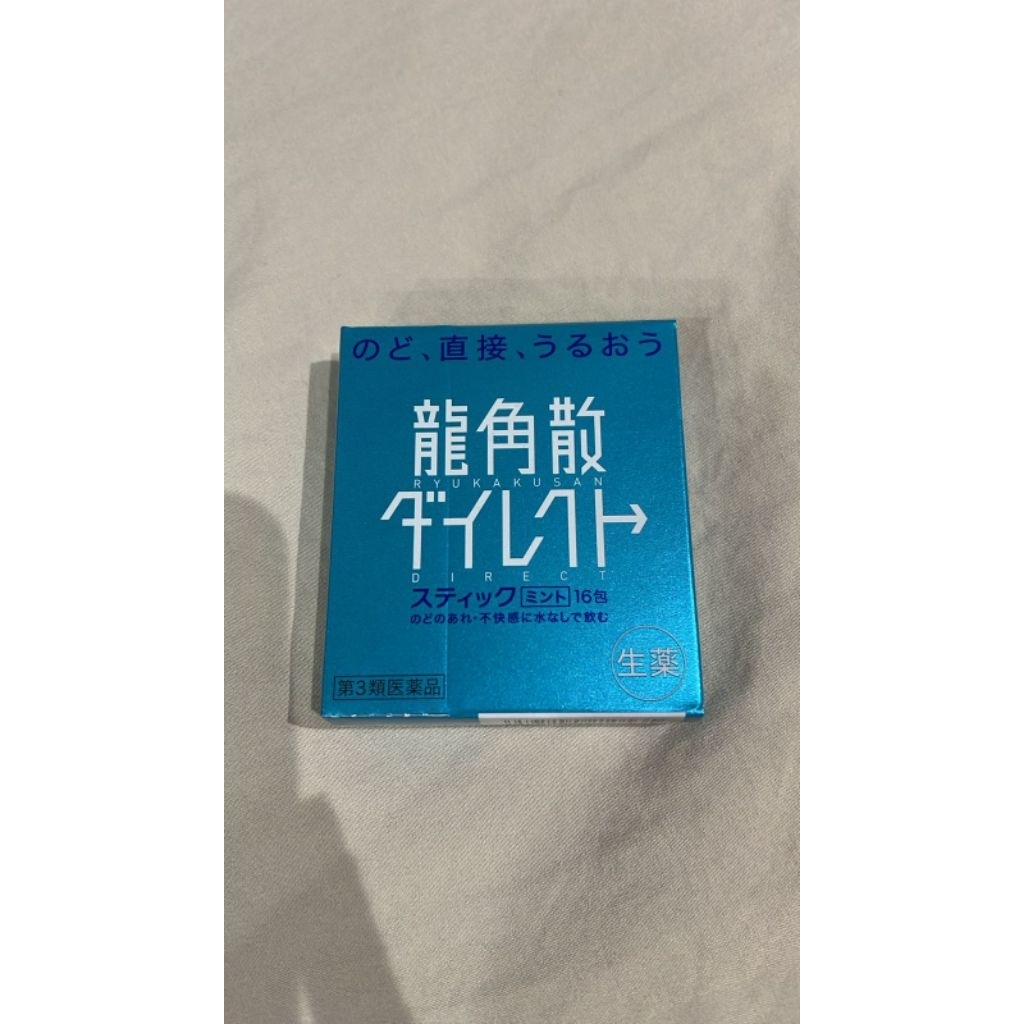 のど、直接、うるおう
龍角散
RYUKAKUSAN
ダイレクト
DIRECT
スティック ミント 16包
のどのあれ・不快感に水なしで飲む
生薬
第3類医薬品